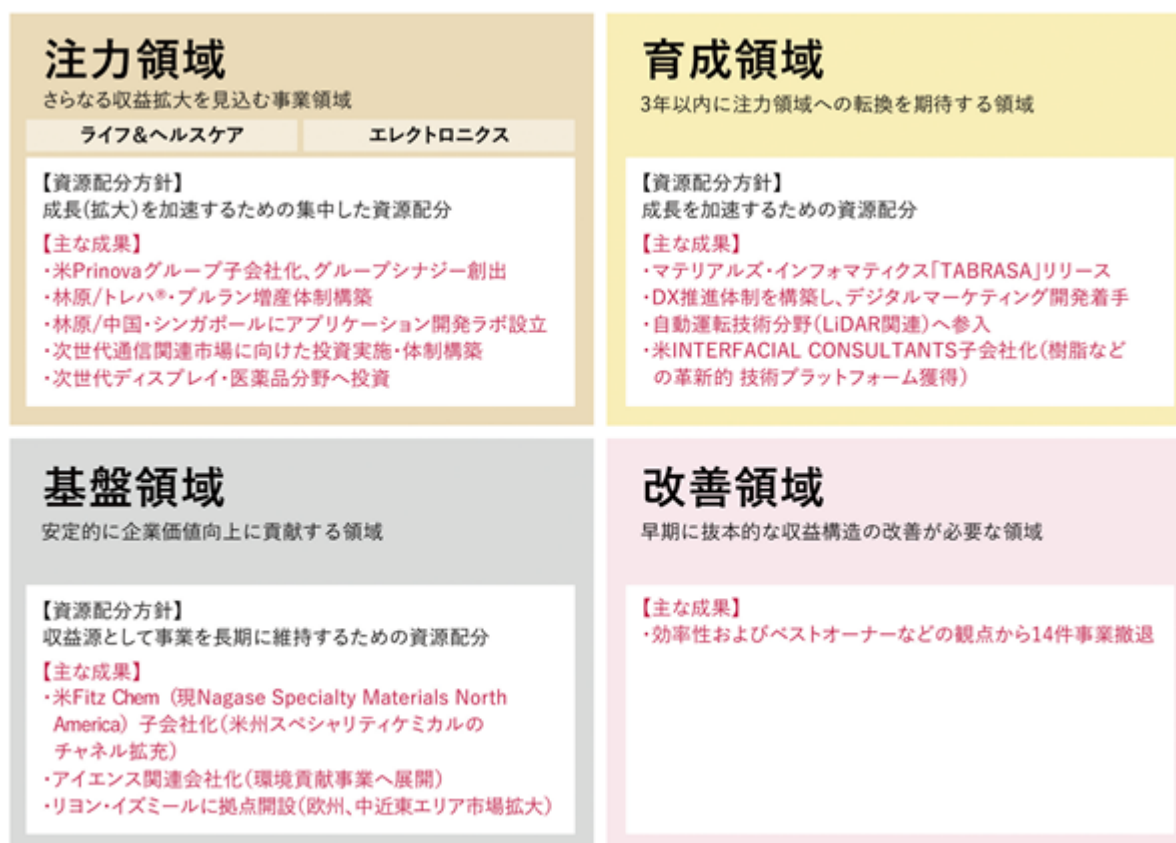 注力領域
さらなる収益拡大を見込む事業領域
ライフ&ヘルスケア
エレクトロニクス
【資源配分方針】
成長(拡大)を加速するための集中した資源配分
【主な成果】
・米Prinovaグループ子会社化、グループシナジー創出
・林原/トレハ®・プルラン増産体制構築
・林原/中国・シンガポールにアプリケーション開発ラボ設立
・次世代通信関連市場に向けた投資実施・体制構築
・次世代ディスプレイ・医薬品分野へ投資
育成領域
3年以内に注力領域への転換を期待する領域
【資源配分方針】
成長を加速するための資源配分
【主な成果】
・マテリアルズ・インフォマティクス「TABRASA」リリース
・DX推進体制を構築し、デジタルマーケティング開発着手
・自動運転技術分野(LiDAR関連)へ参入
・米INTERFACIAL CONSULTANTS子会社化(樹脂など
の革新的 技術プラットフォーム獲得)
基盤領域
安定的に企業価値向上に貢献する領域
【資源配分方針】
収益源として事業を長期に維持するための資源配分
【主な成果】
・米Fitz Chem (現Nagase Specialty Materials North
America) 子会社化(米州スペシャリティケミカルの
チャネル拡充)
・アイエンス関連会社化(環境貢献事業へ展開)
・リヨン・イズミールに拠点開設(欧州、中近東エリア市場拡大)
改善領域
早期に抜本的な収益構造の改善が必要な領域
【主な成果】
・効率性およびベストオーナーなどの観点から14件事業撤退